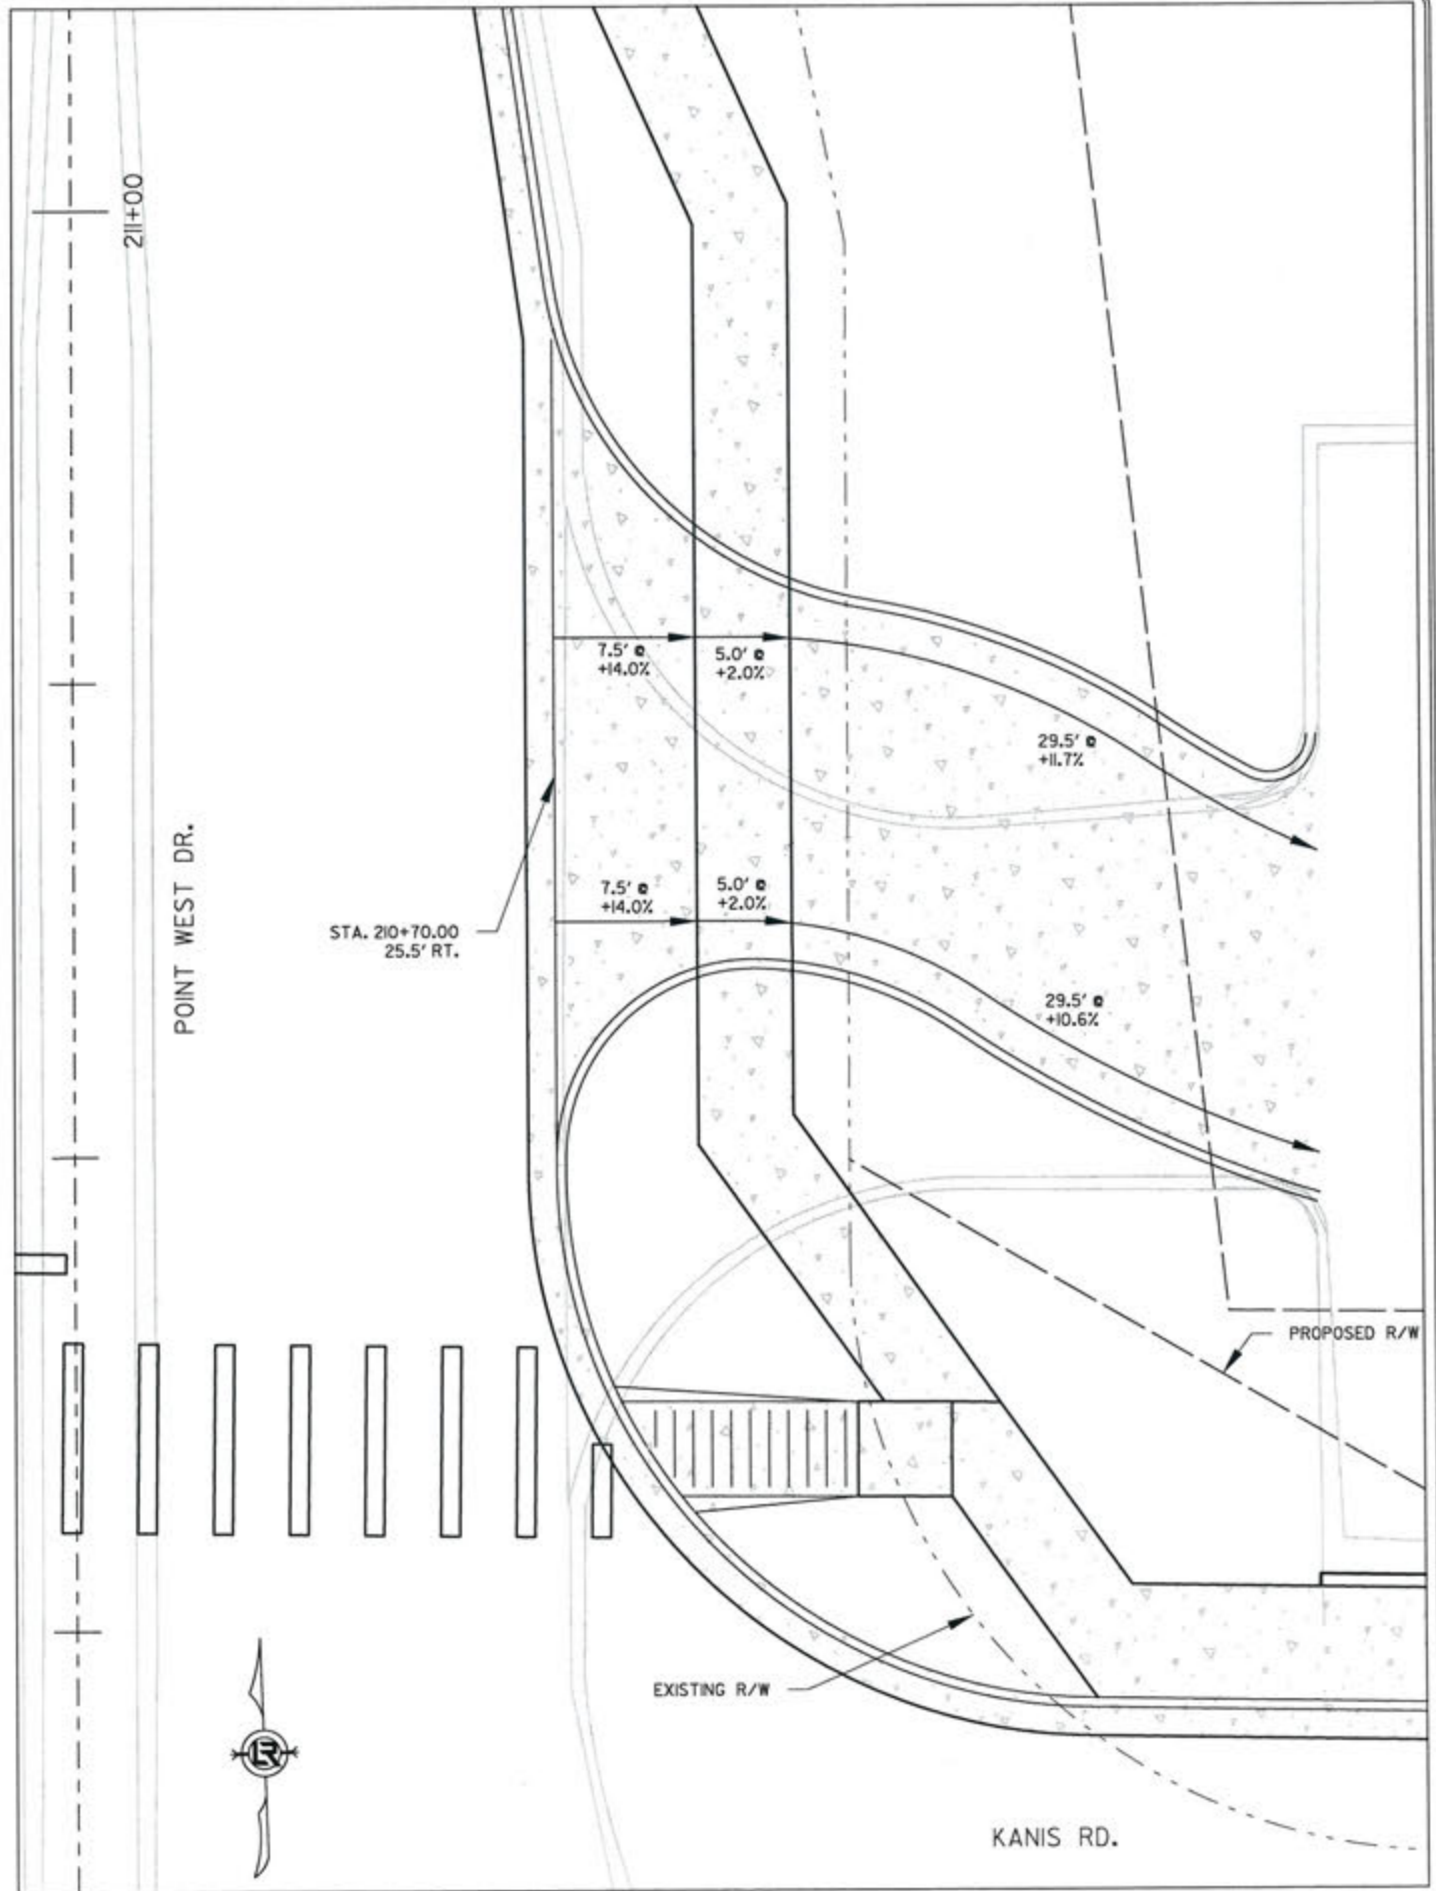 211+00
7.5' @
+14.0%
5.0' @
+2.0%
29.5' @
+11.7%
POINT WEST DR.
STA. 210+70.00
25.5' RT.
7.5' @
+14.0%
5.0' @
+2.0%
29.5' @
+10.6%
PROPOSED R/W
EXISTING R/W
LR
KANIS RD.